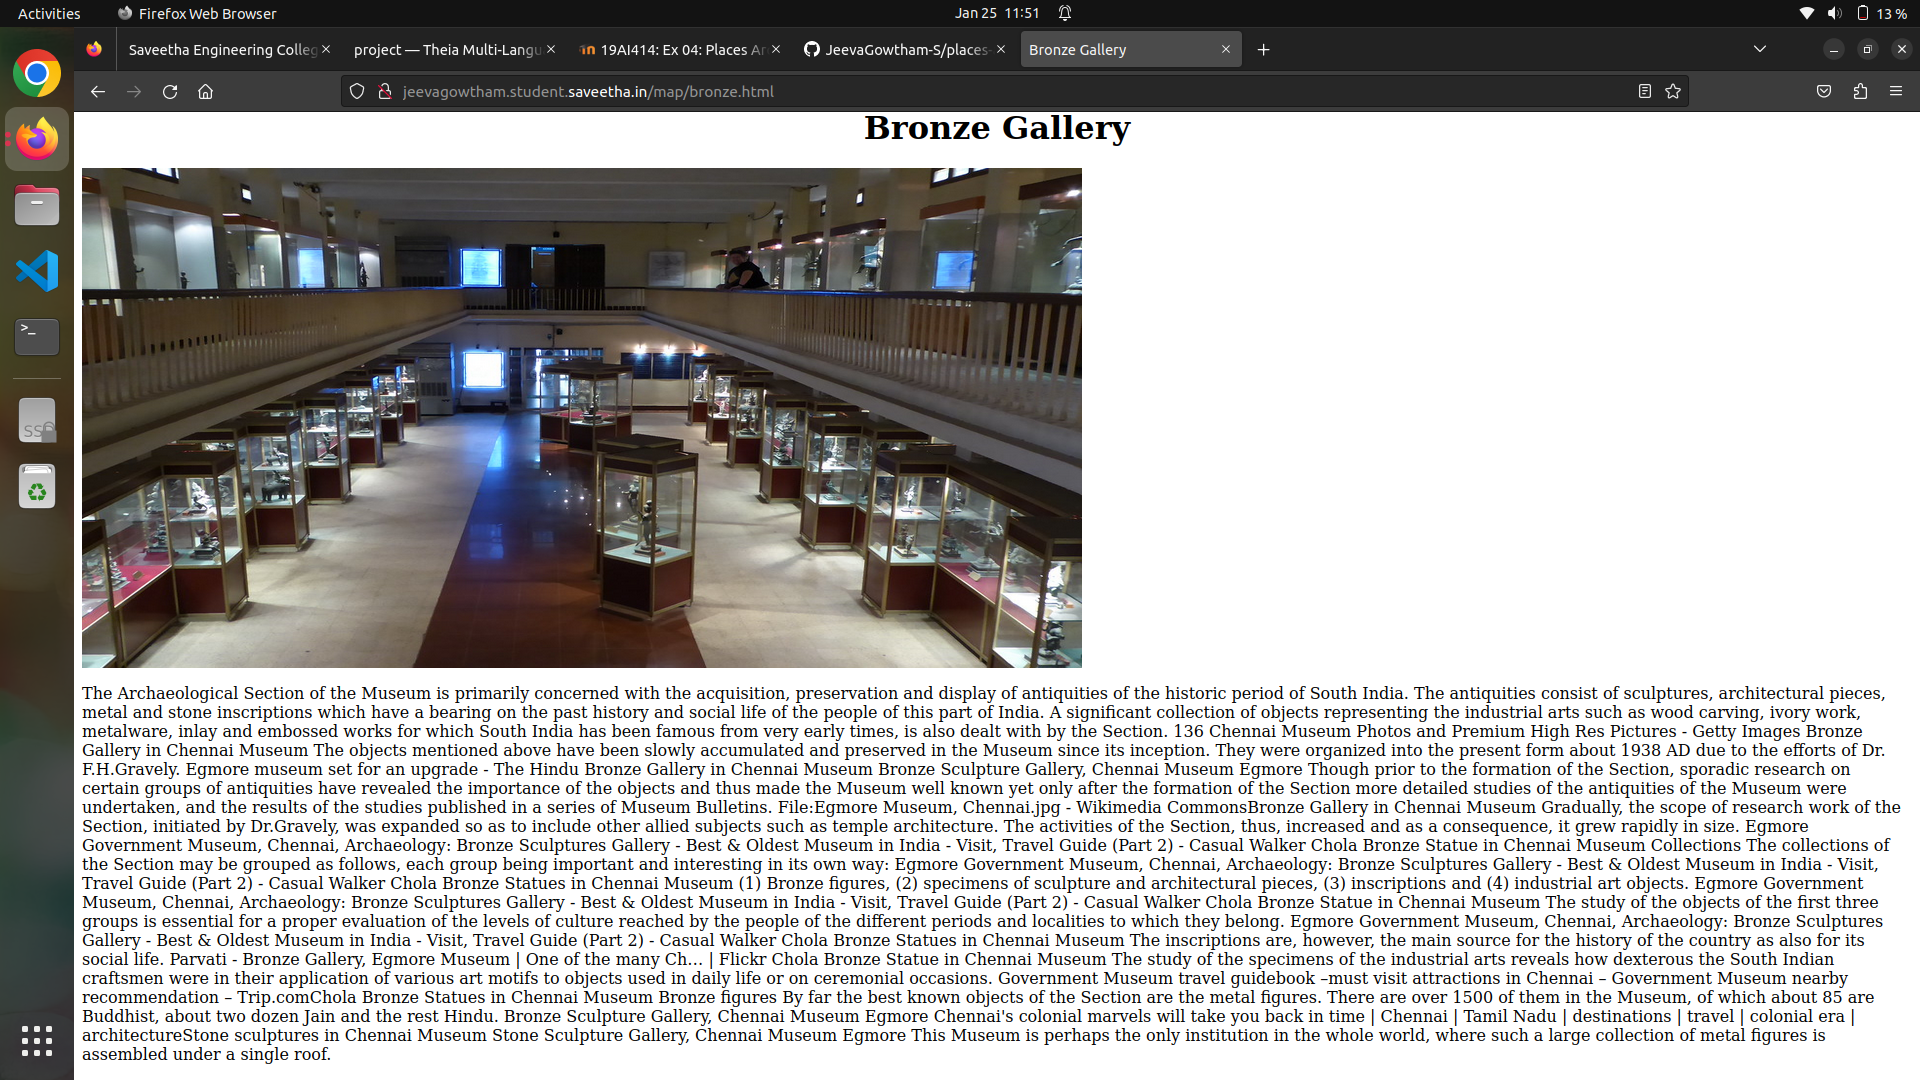 Activities
Firefox Web Browser
Jan 25 11:51
13 %
Saveetha Engineering Colleg
project — Theia Multi-Langu
19AI414: Ex 04: Places Ar
JeevaGowtham-S/places-
Bronze Gallery
jeevagowtham.student.saveetha.in/map/bronze.html
Bronze Gallery
The Archaeological Section of the Museum is primarily concerned with the acquisition, preservation and display of antiquities of the historic period of South India. The antiquities consist of sculptures, architectural pieces,
metal and stone inscriptions which have a bearing on the past history and social life of the people of this part of India. A significant collection of objects representing the industrial arts such as wood carving, ivory work,
metalware, inlay and embossed works for which South India has been famous from very early times, is also dealt with by the Section. 136 Chennai Museum Photos and Premium High Res Pictures - Getty Images Bronze
Gallery in Chennai Museum The objects mentioned above have been slowly accumulated and preserved in the Museum since its inception. They were organized into the present form about 1938 AD due to the efforts of Dr.
F.H.Gravely. Egmore museum set for an upgrade - The Hindu Bronze Gallery in Chennai Museum Bronze Sculpture Gallery, Chennai Museum Egmore Though prior to the formation of the Section, sporadic research on
certain groups of antiquities have revealed the importance of the objects and thus made the Museum well known yet only after the formation of the Section more detailed studies of the antiquities of the Museum were
undertaken, and the results of the studies published in a series of Museum Bulletins. File:Egmore Museum, Chennai.jpg - Wikimedia CommonsBronze Gallery in Chennai Museum Gradually, the scope of research work of the
Section, initiated by Dr.Gravely, was expanded so as to include other allied subjects such as temple architecture. The activities of the Section, thus, increased and as a consequence, it grew rapidly in size. Egmore
Government Museum, Chennai, Archaeology: Bronze Sculptures Gallery - Best & Oldest Museum in India - Visit, Travel Guide (Part 2) - Casual Walker Chola Bronze Statue in Chennai Museum Collections The collections of
the Section may be grouped as follows, each group being important and interesting in its own way: Egmore Government Museum, Chennai, Archaeology: Bronze Sculptures Gallery - Best & Oldest Museum in India - Visit,
Travel Guide (Part 2) - Casual Walker Chola Bronze Statues in Chennai Museum (1) Bronze figures, (2) specimens of sculpture and architectural pieces, (3) inscriptions and (4) industrial art objects. Egmore Government
Museum, Chennai, Archaeology: Bronze Sculptures Gallery - Best & Oldest Museum in India - Visit, Travel Guide (Part 2) - Casual Walker Chola Bronze Statue in Chennai Museum The study of the objects of the first three
groups is essential for a proper evaluation of the levels of culture reached by the people of the different periods and localities to which they belong. Egmore Government Museum, Chennai, Archaeology: Bronze Sculptures
Gallery - Best & Oldest Museum in India - Visit, Travel Guide (Part 2) - Casual Walker Chola Bronze Statues in Chennai Museum The inscriptions are, however, the main source for the history of the country as also for its
social life. Parvati - Bronze Gallery, Egmore Museum | One of the many Ch… | Flickr Chola Bronze Statue in Chennai Museum The study of the specimens of the industrial arts reveals how dexterous the South Indian
craftsmen were in their application of various art motifs to objects used in daily life or on ceremonial occasions. Government Museum travel guidebook –must visit attractions in Chennai – Government Museum nearby
recommendation – Trip.comChola Bronze Statues in Chennai Museum Bronze figures By far the best known objects of the Section are the metal figures. There are over 1500 of them in the Museum, of which about 85 are
Buddhist, about two dozen Jain and the rest Hindu. Bronze Sculpture Gallery, Chennai Museum Egmore Chennai's colonial marvels will take you back in time | Chennai | Tamil Nadu | destinations | travel | colonial era |
architectureStone sculptures in Chennai Museum Stone Sculpture Gallery, Chennai Museum Egmore This Museum is perhaps the only institution in the whole world, where such a large collection of metal figures is
assembled under a single roof.